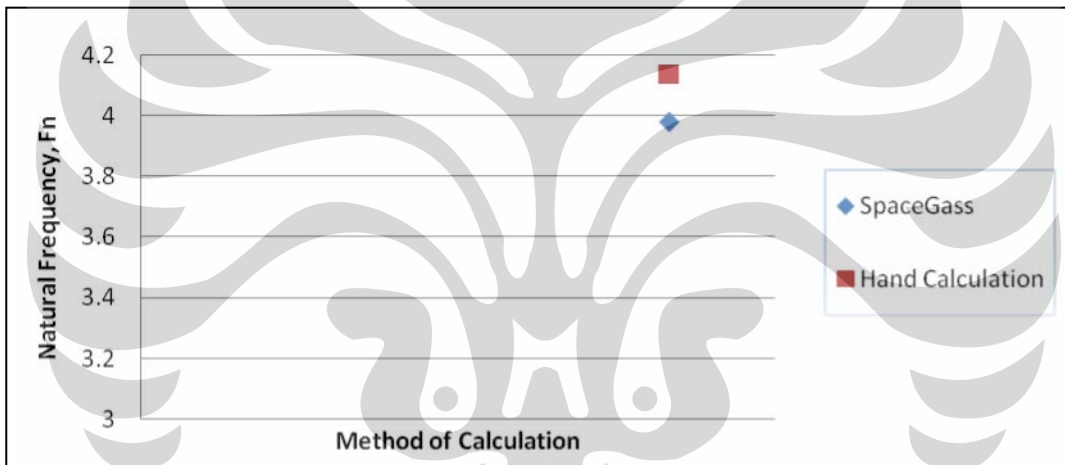 Natural Frequency, Fn
4.2
4
3.8
3.6
3.4
3.2
3
Method of Calculation
SpaceGass
Hand Calculation